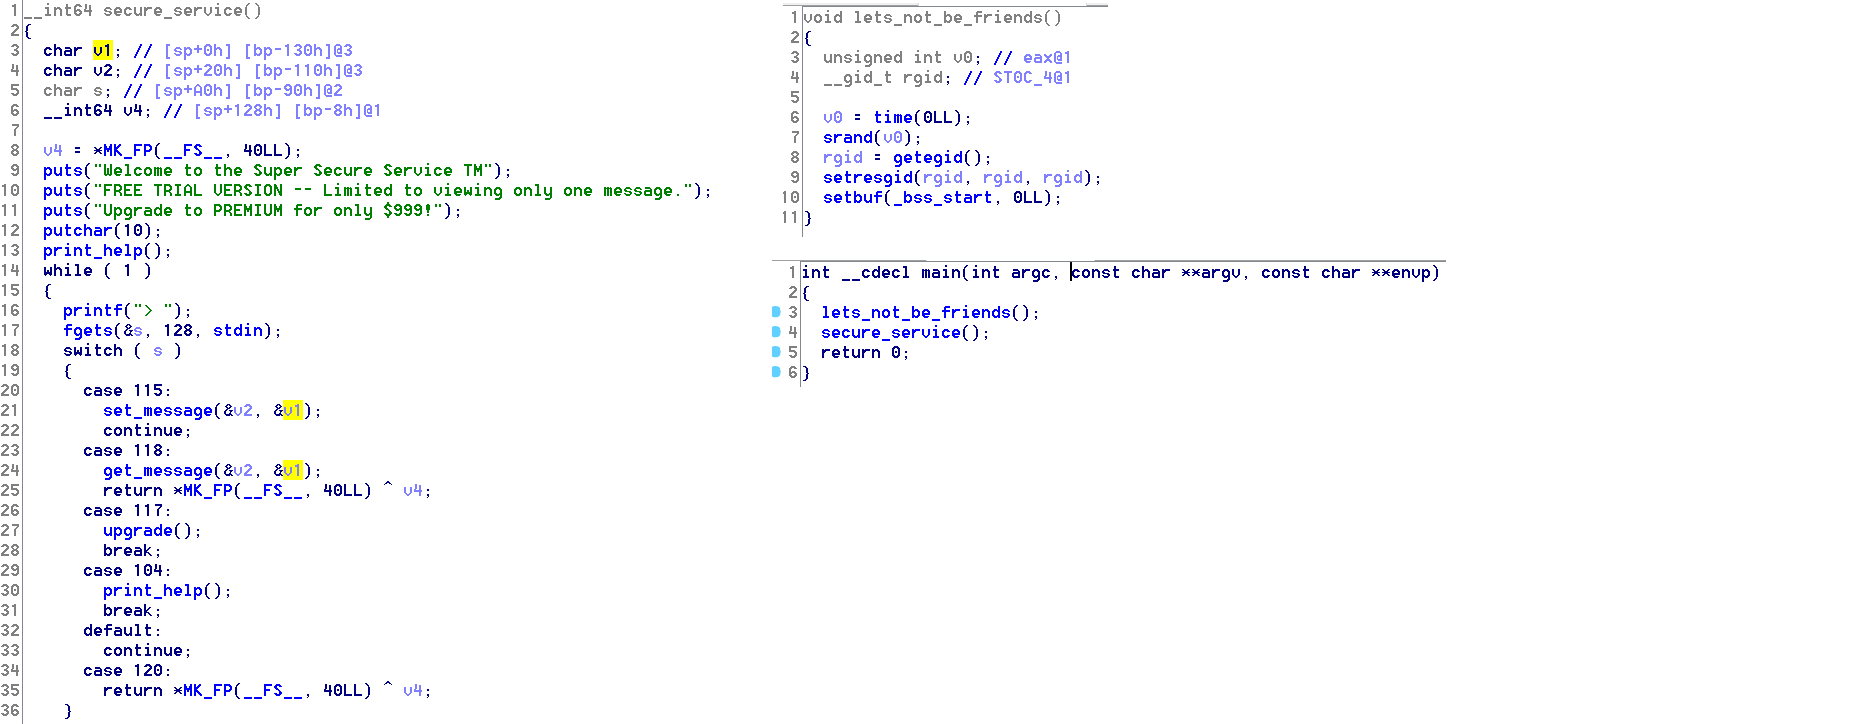 1 __int64 secure_service()
2 {
3 char v1; // [sp+0h] [bp-130h]@3
4 char v2; // [sp+20h] [bp-110h]@3
5 char s; // [sp+A0h] [bp-90h]@2
6 __int64 v4; // [sp+128h] [bp-8h]@1
7
8 v4 = *MK_FP(__FS__, 40LL);
9 puts("Welcome to the Super Secure Service TM");
10 puts("FREE TRIAL VERSION -- Limited to viewing only one message.");
11 puts("Upgrade to PREMIUM for only $999!");
12 putchar(10);
13 print_help();
14 while ( 1 )
15 {
16 printf("> ");
17 fgets(&s, 128, stdin);
18 switch ( s )
19 {
20 case 115:
21 set_message(&v2, &v1);
22 continue;
23 case 118:
24 get_message(&v2, &v1);
25 return *MK_FP(__FS__, 40LL) ^ v4;
26 case 117:
27 upgrade();
28 break;
29 case 104:
30 print_help();
31 break;
32 default:
33 continue;
34 case 120:
35 return *MK_FP(__FS__, 40LL) ^ v4;
36 }
1 void lets_not_be_friends()
2 {
3 unsigned int v0; // eax@1
4 __gid_t rgid; // ST0C_4@1
5
6 v0 = time(0LL);
7 srand(v0);
8 rgid = getegid();
9 setresgid(rgid, rgid, rgid);
10 setbuf(_bss_start, 0LL);
11 }
1 int __cdecl main(int argc, const char **argv, const char **envp)
2 {
3 lets_not_be_friends();
4 secure_service();
5 return 0;
6 }